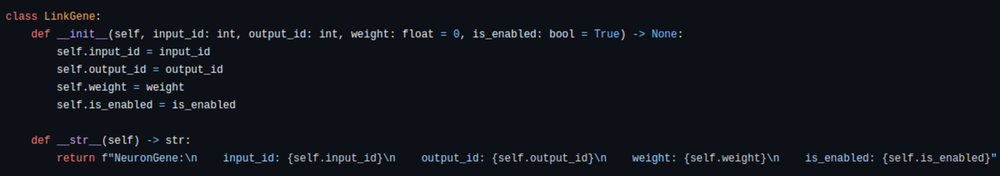 class LinkGene:
    def __init__(self, input_id: int, output_id: int, weight: float = 0, is_enabled: bool = True) -> None:
        self.input_id = input_id
        self.output_id = output_id
        self.weight = weight
        self.is_enabled = is_enabled

    def __str__(self) -> str:
        return f"NeuronGene:\n    input_id: {self.input_id}\n    output_id: {self.output_id}\n    weight: {self.weight}\n    is_enabled: {self.is_enabled}"